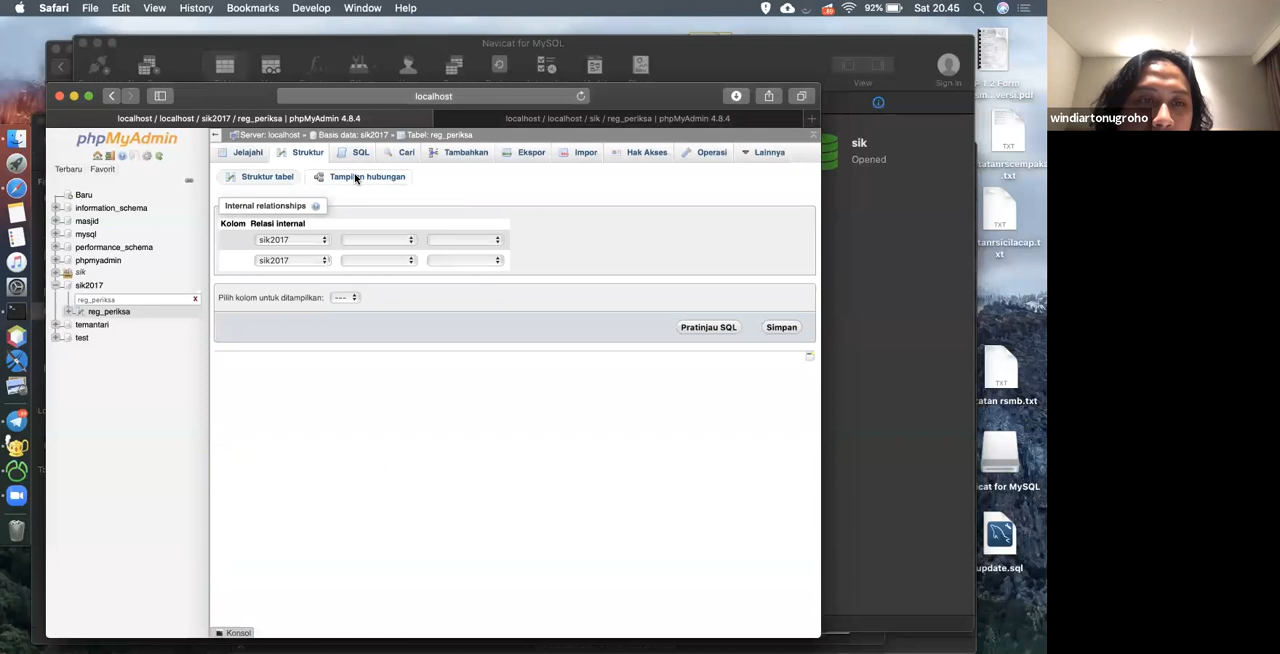 Safari File Edit View History Bookmarks Develop Window Help 92% Sat 20.45
Navicat for MySQL
View Sign In
localhost
localhost / localhost / sik2017 / reg_periksa | phpMyAdmin 4.8.4
localhost / localhost / sik / reg_periksa | phpMyAdmin 4.8.4
phpMyAdmin
Terbaru Favorit
Baru
information_schema
masjid
mysql
performance_schema
phpmyadmin
sik
sik2017
reg_periksa X
reg_periksa
temantari
test
Server: localhost » Basis data: sik2017 » Tabel: reg_periksa
Jelajahi Struktur SQL Cari Tambahkan Ekspor Impor Hak Akses Operasi Lainnya
Struktur tabel Tampilan hubungan
Internal relationships
Kolom Relasi internal
sik2017
sik2017
Pilih kolom untuk ditampilkan: ---
Pratinjau SQL Simpan
Konsol
sik
Opened
TXT
TXT
atan rsmb.txt
cat for MySQL
update.sql
windiartonugroho